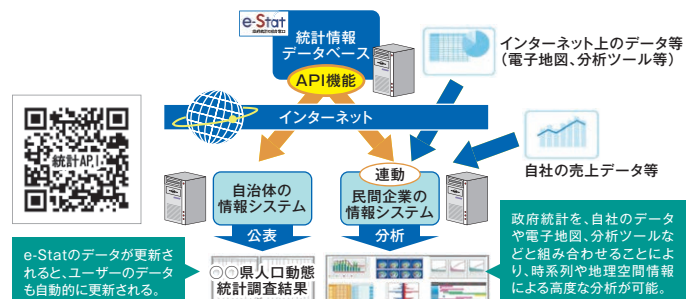 e-Stat
政府統計の総合窓口
統計情報
データベース
API機能
インターネット上のデータ等
(電子地図、分析ツール等)
インターネット
統計API
自社の売上データ等
連動
自治体の
情報システム
民間企業の
情報システム
公表
分析
e-Statのデータが更新さ
れると、ユーザーのデータ
も自動的に更新される。
○○県人口動態
統計調査結果
政府統計を、自社のデータ
や電子地図、分析ツールな
どと組み合わせることによ
り、時系列や地理空間情報
による高度な分析が可能。